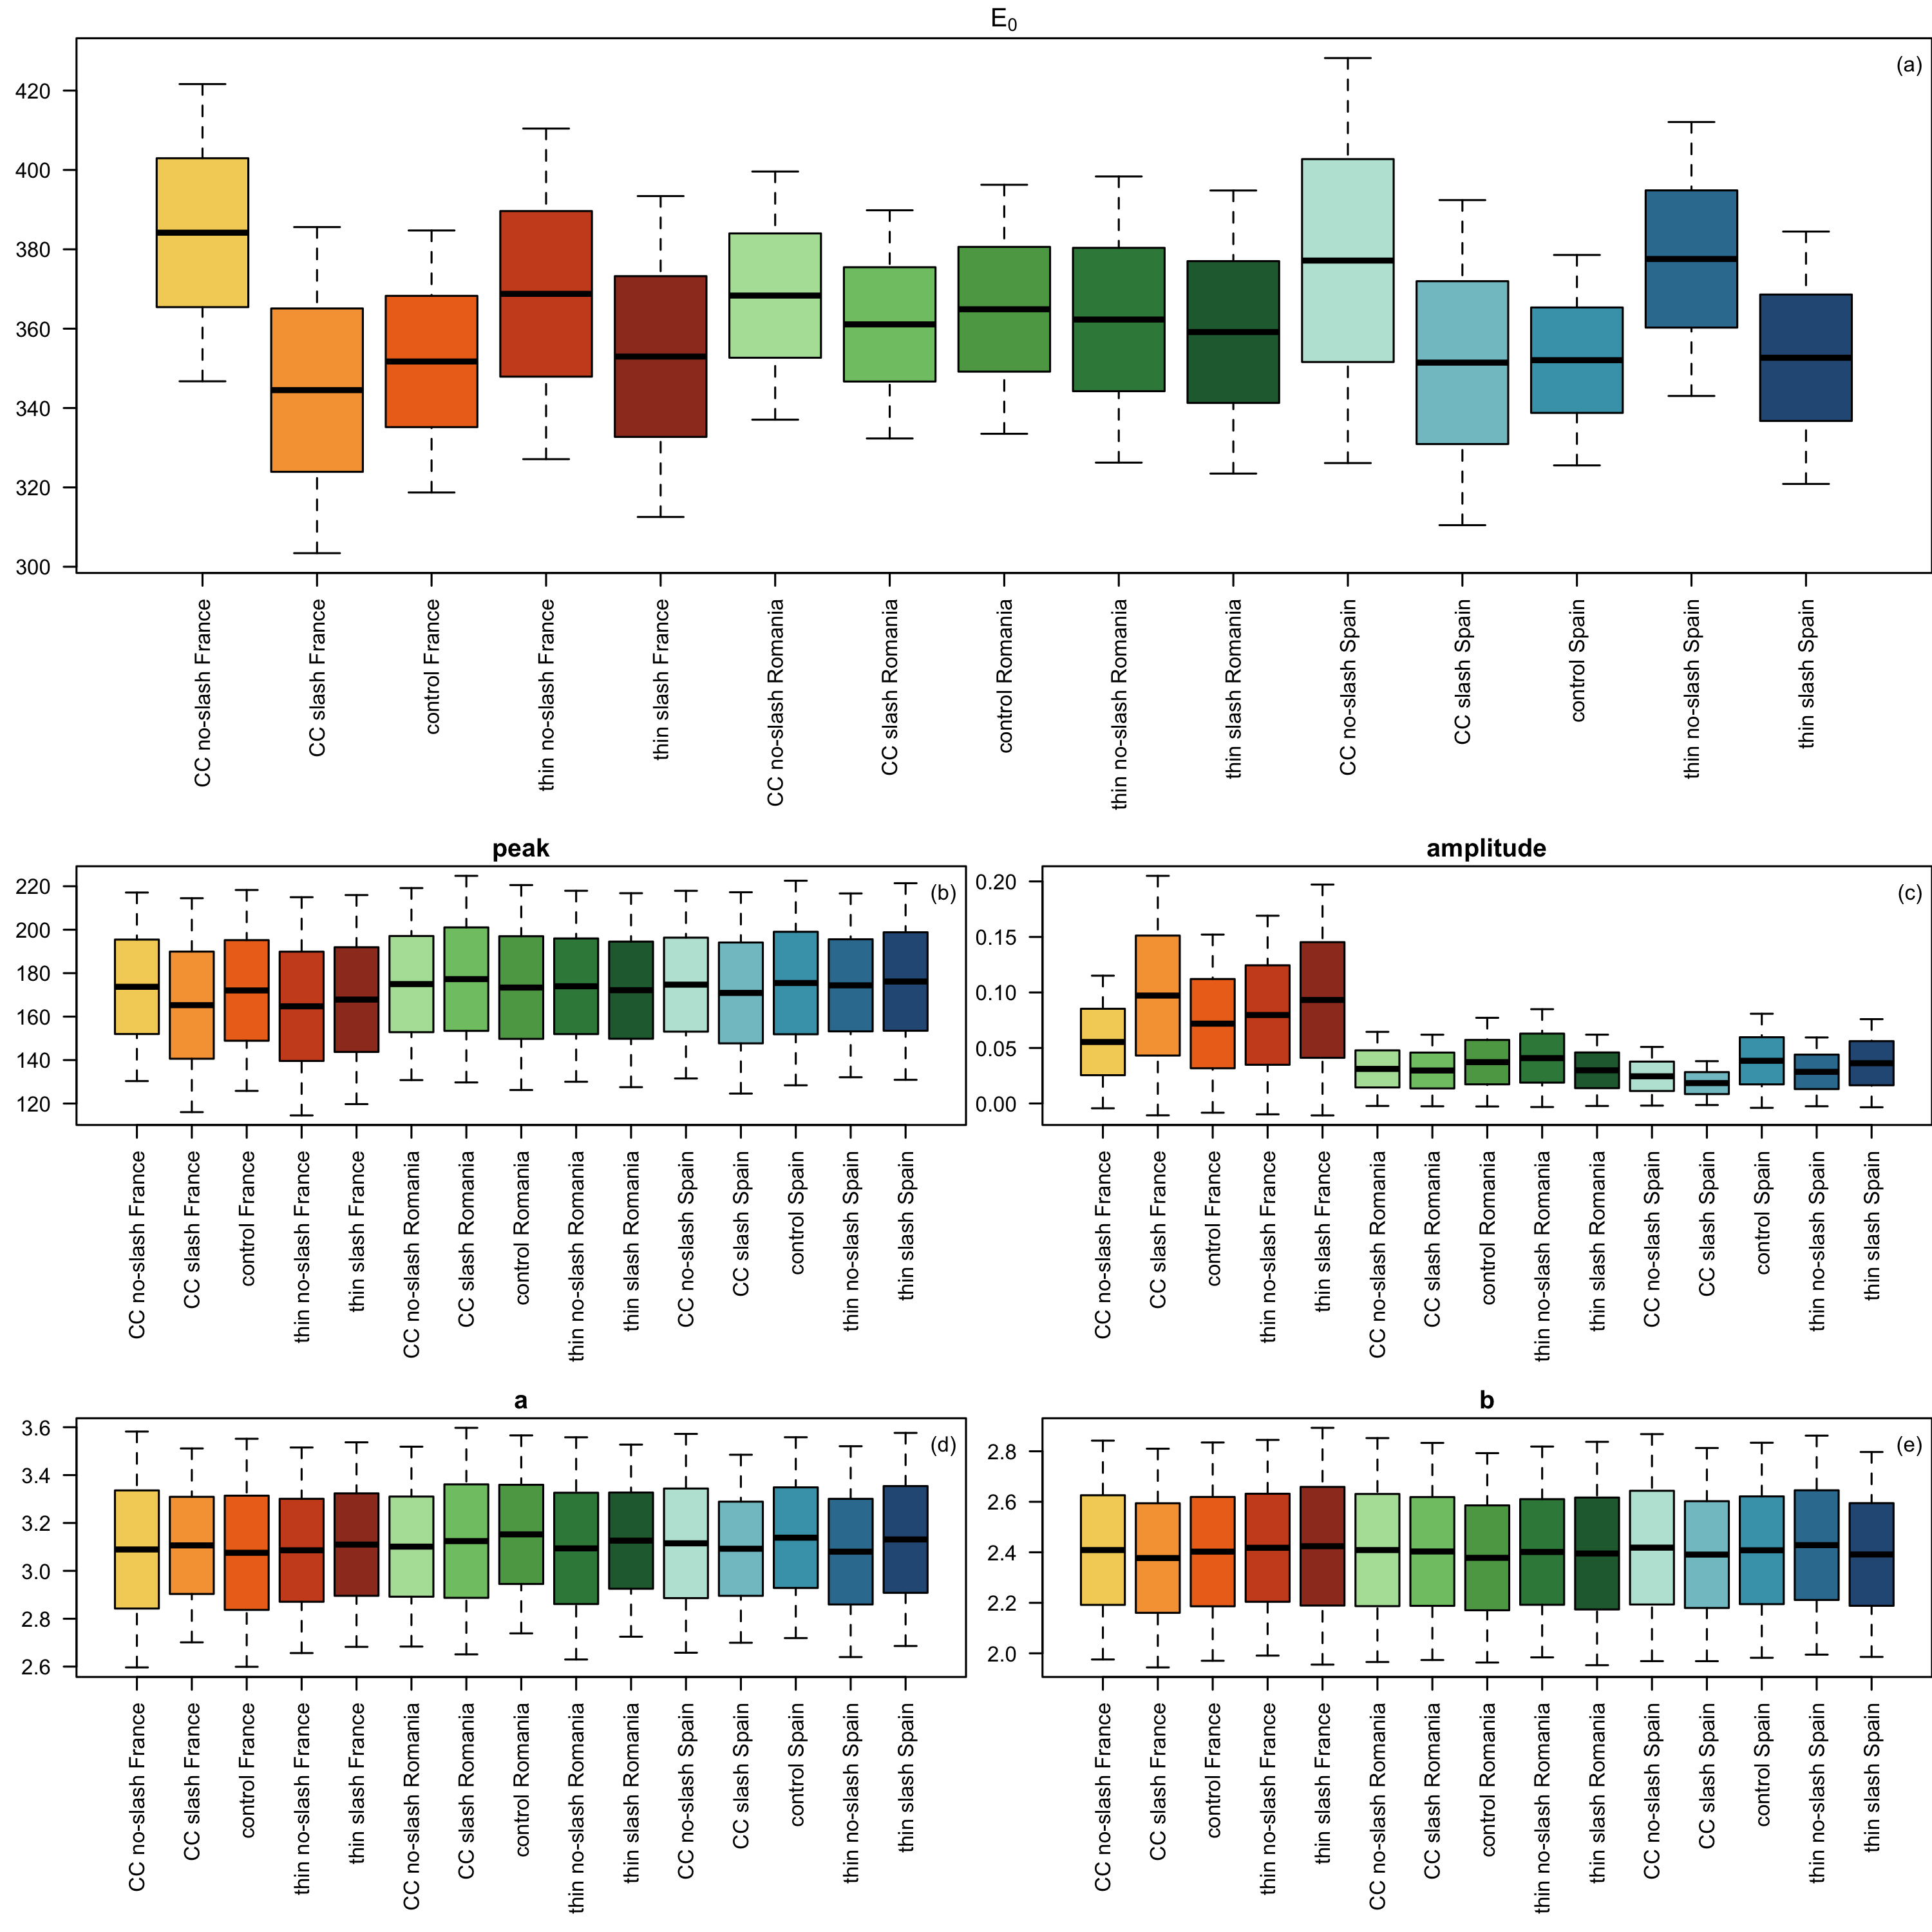 E₀
(a)
420
400
380
360
340
320
300
CC no-slash France
CC slash France
control France
thin no-slash France
thin slash France
CC no-slash Romania
CC slash Romania
control Romania
thin no-slash Romania
thin slash Romania
CC no-slash Spain
CC slash Spain
control Spain
thin no-slash Spain
thin slash Spain
peak
(b)
220
200
180
160
140
120
CC no-slash France
CC slash France
control France
thin no-slash France
thin slash France
CC no-slash Romania
CC slash Romania
control Romania
thin no-slash Romania
thin slash Romania
CC no-slash Spain
CC slash Spain
control Spain
thin no-slash Spain
thin slash Spain
amplitude
(c)
0.20
0.15
0.10
0.05
0.00
CC no-slash France
CC slash France
control France
thin no-slash France
thin slash France
CC no-slash Romania
CC slash Romania
control Romania
thin no-slash Romania
thin slash Romania
CC no-slash Spain
CC slash Spain
control Spain
thin no-slash Spain
thin slash Spain
a
(d)
3.6
3.4
3.2
3.0
2.8
2.6
CC no-slash France
CC slash France
control France
thin no-slash France
thin slash France
CC no-slash Romania
CC slash Romania
control Romania
thin no-slash Romania
thin slash Romania
CC no-slash Spain
CC slash Spain
control Spain
thin no-slash Spain
thin slash Spain
b
(e)
2.8
2.6
2.4
2.2
2.0
CC no-slash France
CC slash France
control France
thin no-slash France
thin slash France
CC no-slash Romania
CC slash Romania
control Romania
thin no-slash Romania
thin slash Romania
CC no-slash Spain
CC slash Spain
control Spain
thin no-slash Spain
thin slash Spain